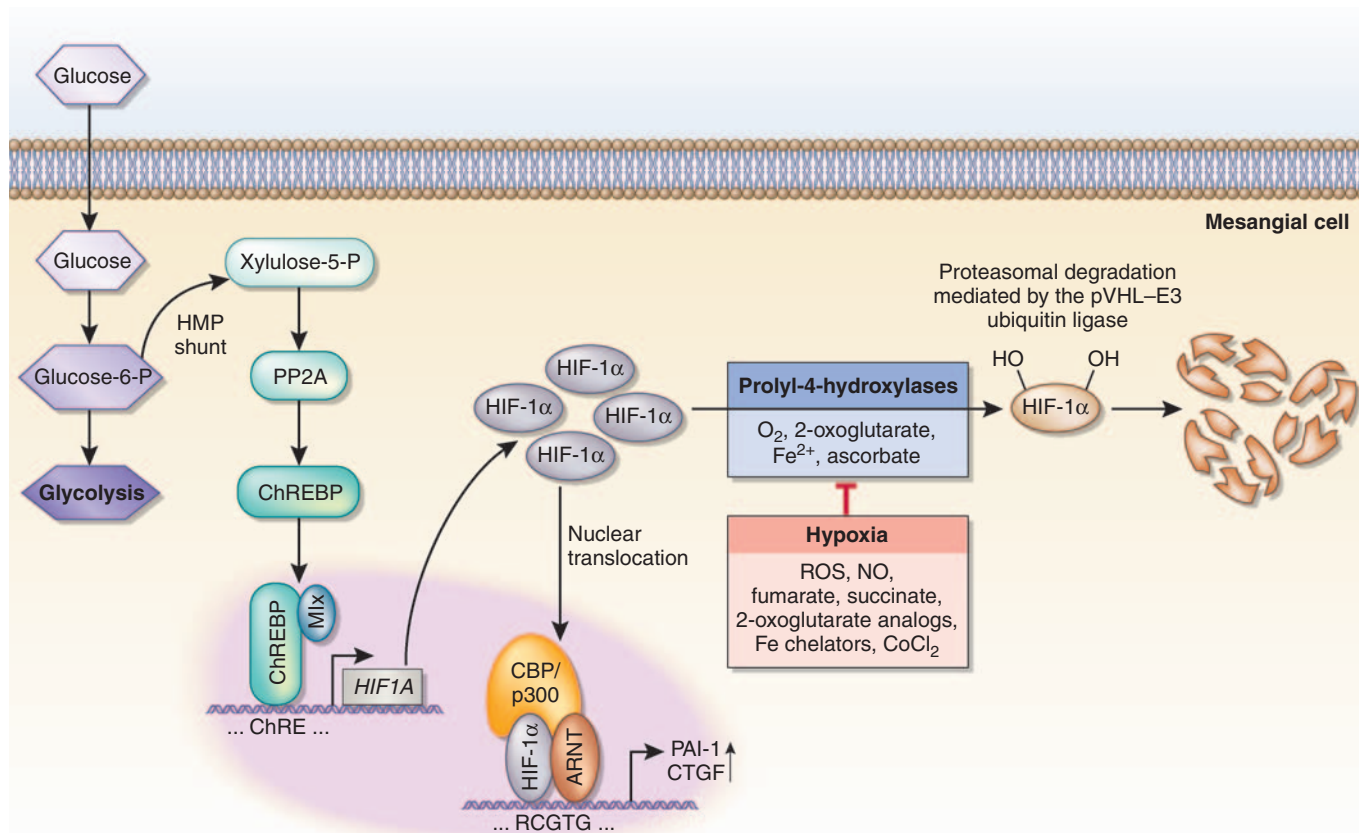 Glucose
Mesangial cell
Glucose
Xylulose-5-P
HMP
shunt
Glucose-6-P
PP2A
Glycolysis
ChREBP
ChREBP
Mlx
HIF1A
... ChRE ...
HIF-1α
HIF-1α
HIF-1α
HIF-1α
Nuclear
translocation
CBP/
p300
HIF-1α
ARNT
PAI-1
CTGF
... RCGTG ...
Prolyl-4-hydroxylases
O₂, 2-oxoglutarate,
Fe²⁺, ascorbate
Hypoxia
ROS, NO,
fumarate, succinate,
2-oxoglutarate analogs,
Fe chelators, CoCl₂
Proteasomal degradation
mediated by the pVHL–E3
ubiquitin ligase
HO
OH
HIF-1α